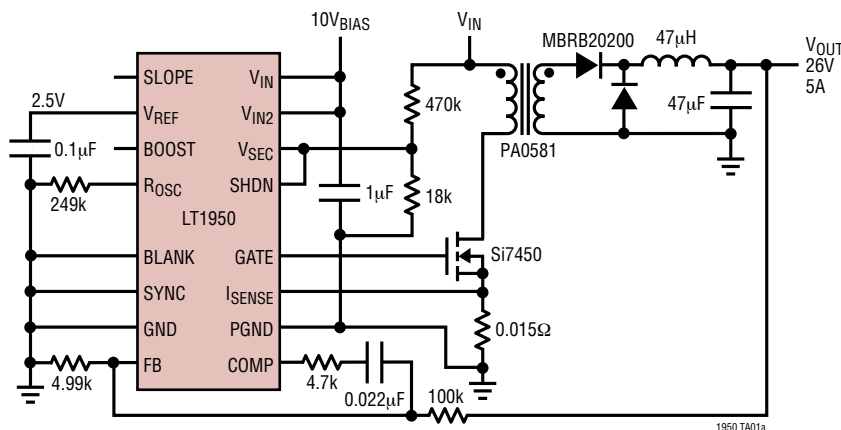 10V_BIAS
V_IN
MBRB20200
47μH
V_OUT
26V
5A
SLOPE
V_IN
2.5V
470k
V_REF
V_IN2
47μF
0.1μF
BOOST
V_SEC
PA0581
R_OSC
SHDN
249k
1μF
18k
LT1950
BLANK
GATE
Si7450
SYNC
I_SENSE
GND
PGND
0.015Ω
FB
COMP
4.99k
4.7k
0.022μF
100k
1950 TA01a